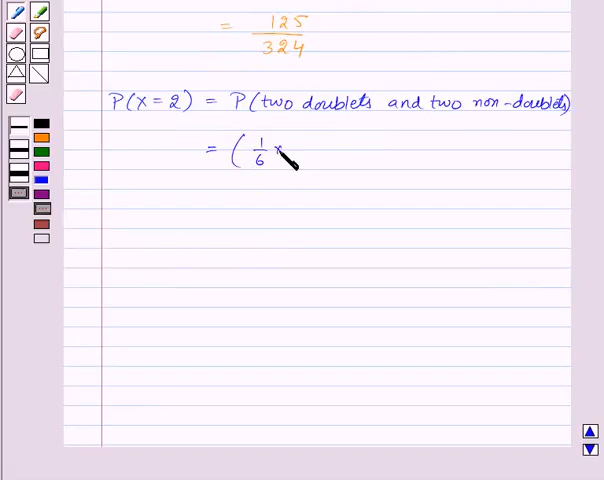 = 125/324
P(X = 2) = P(two doublets and two non-doublets)
= ( 1/6 ×